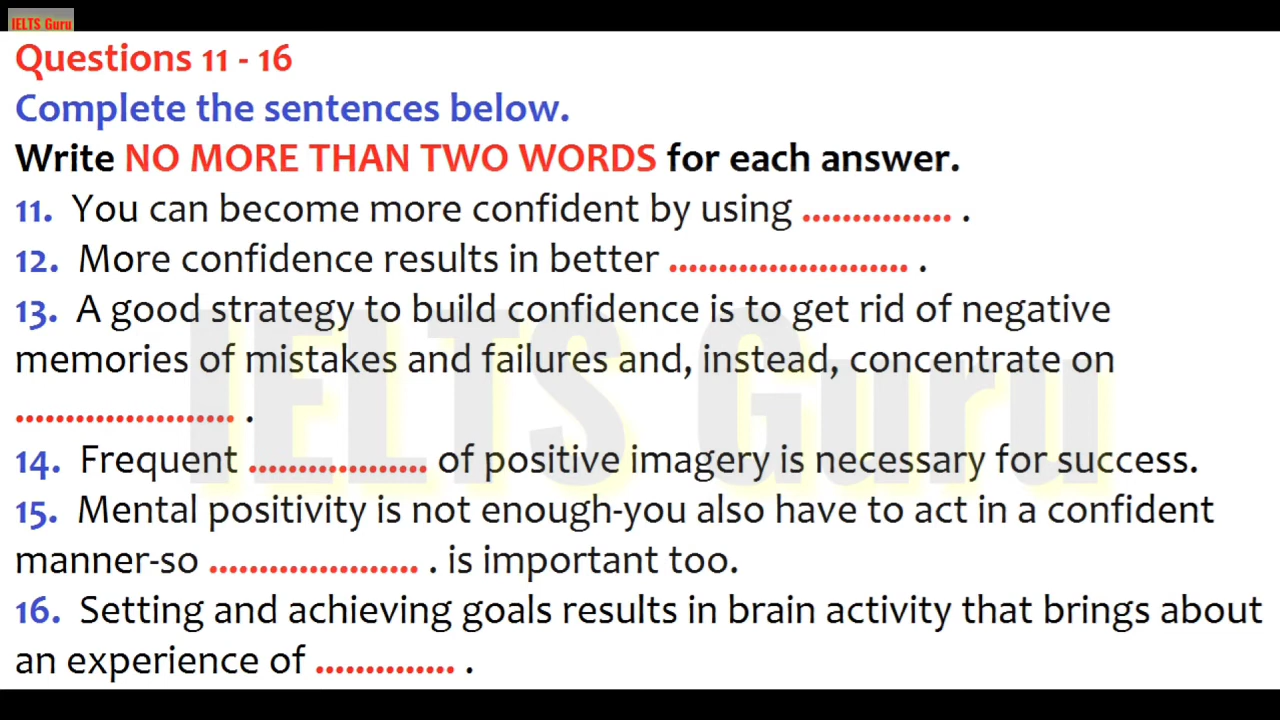 IELTS Guru
Questions 11 - 16
Complete the sentences below.
Write NO MORE THAN TWO WORDS for each answer.
11. You can become more confident by using ............... .
12. More confidence results in better ........................ .
13. A good strategy to build confidence is to get rid of negative
memories of mistakes and failures and, instead, concentrate on
...................... .
14. Frequent .................. of positive imagery is necessary for success.
15. Mental positivity is not enough-you also have to act in a confident
manner-so ..................... . is important too.
16. Setting and achieving goals results in brain activity that brings about
an experience of .............. .
IELTS Guru